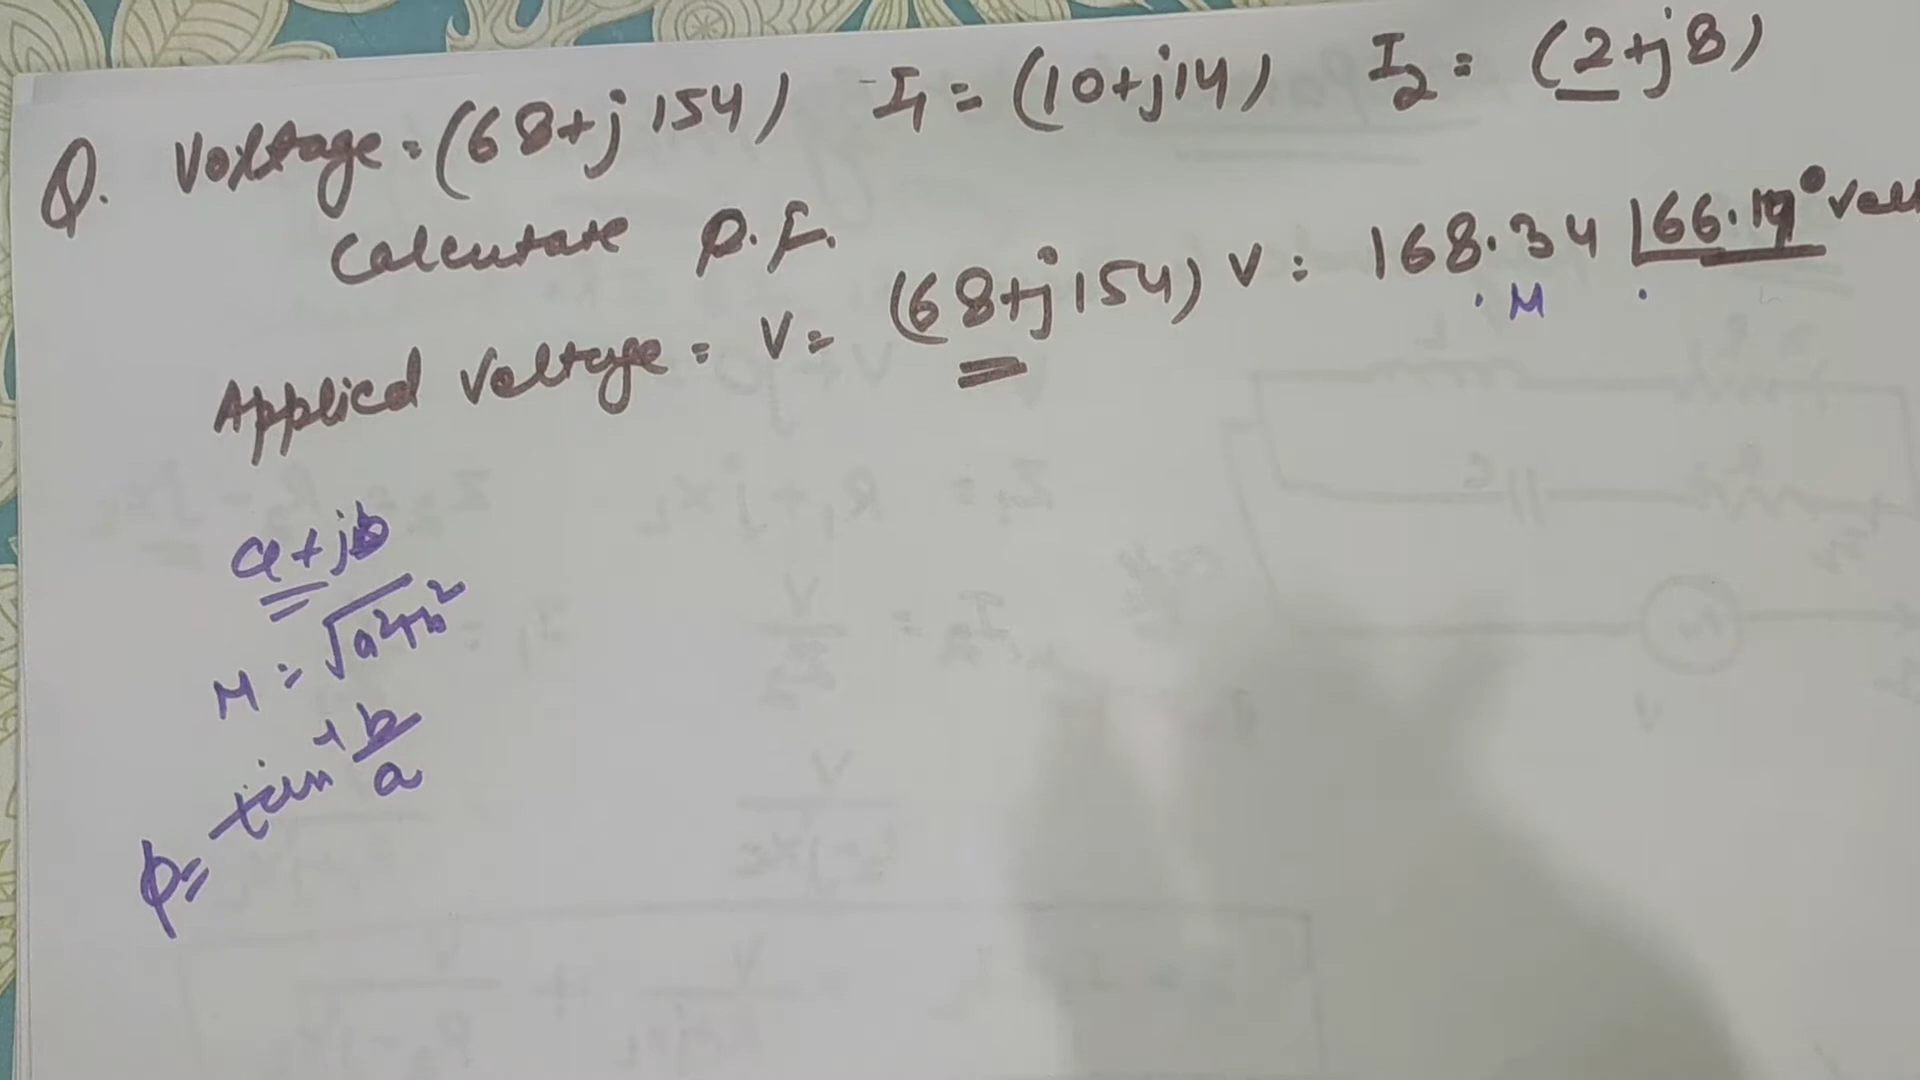 Q. Voltage = (68+j154) I₁ = (10+j14) I₂ = (2+j8)
Calculate P.F.
Applied Voltage = V = (68+j154) V = 168.34 ∠66.17° Volt
M
a+jb
M = √a²+b²
φ = tan⁻¹ b/a